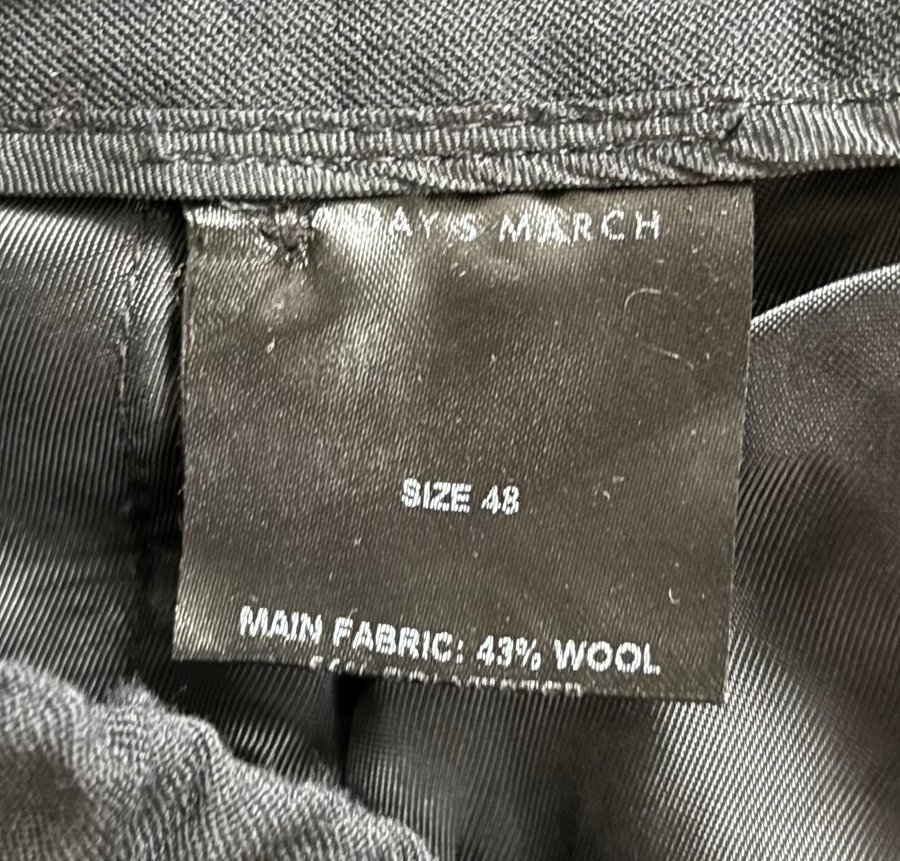 DAY'S MARCH
SIZE 48
MAIN FABRIC: 43% WOOL